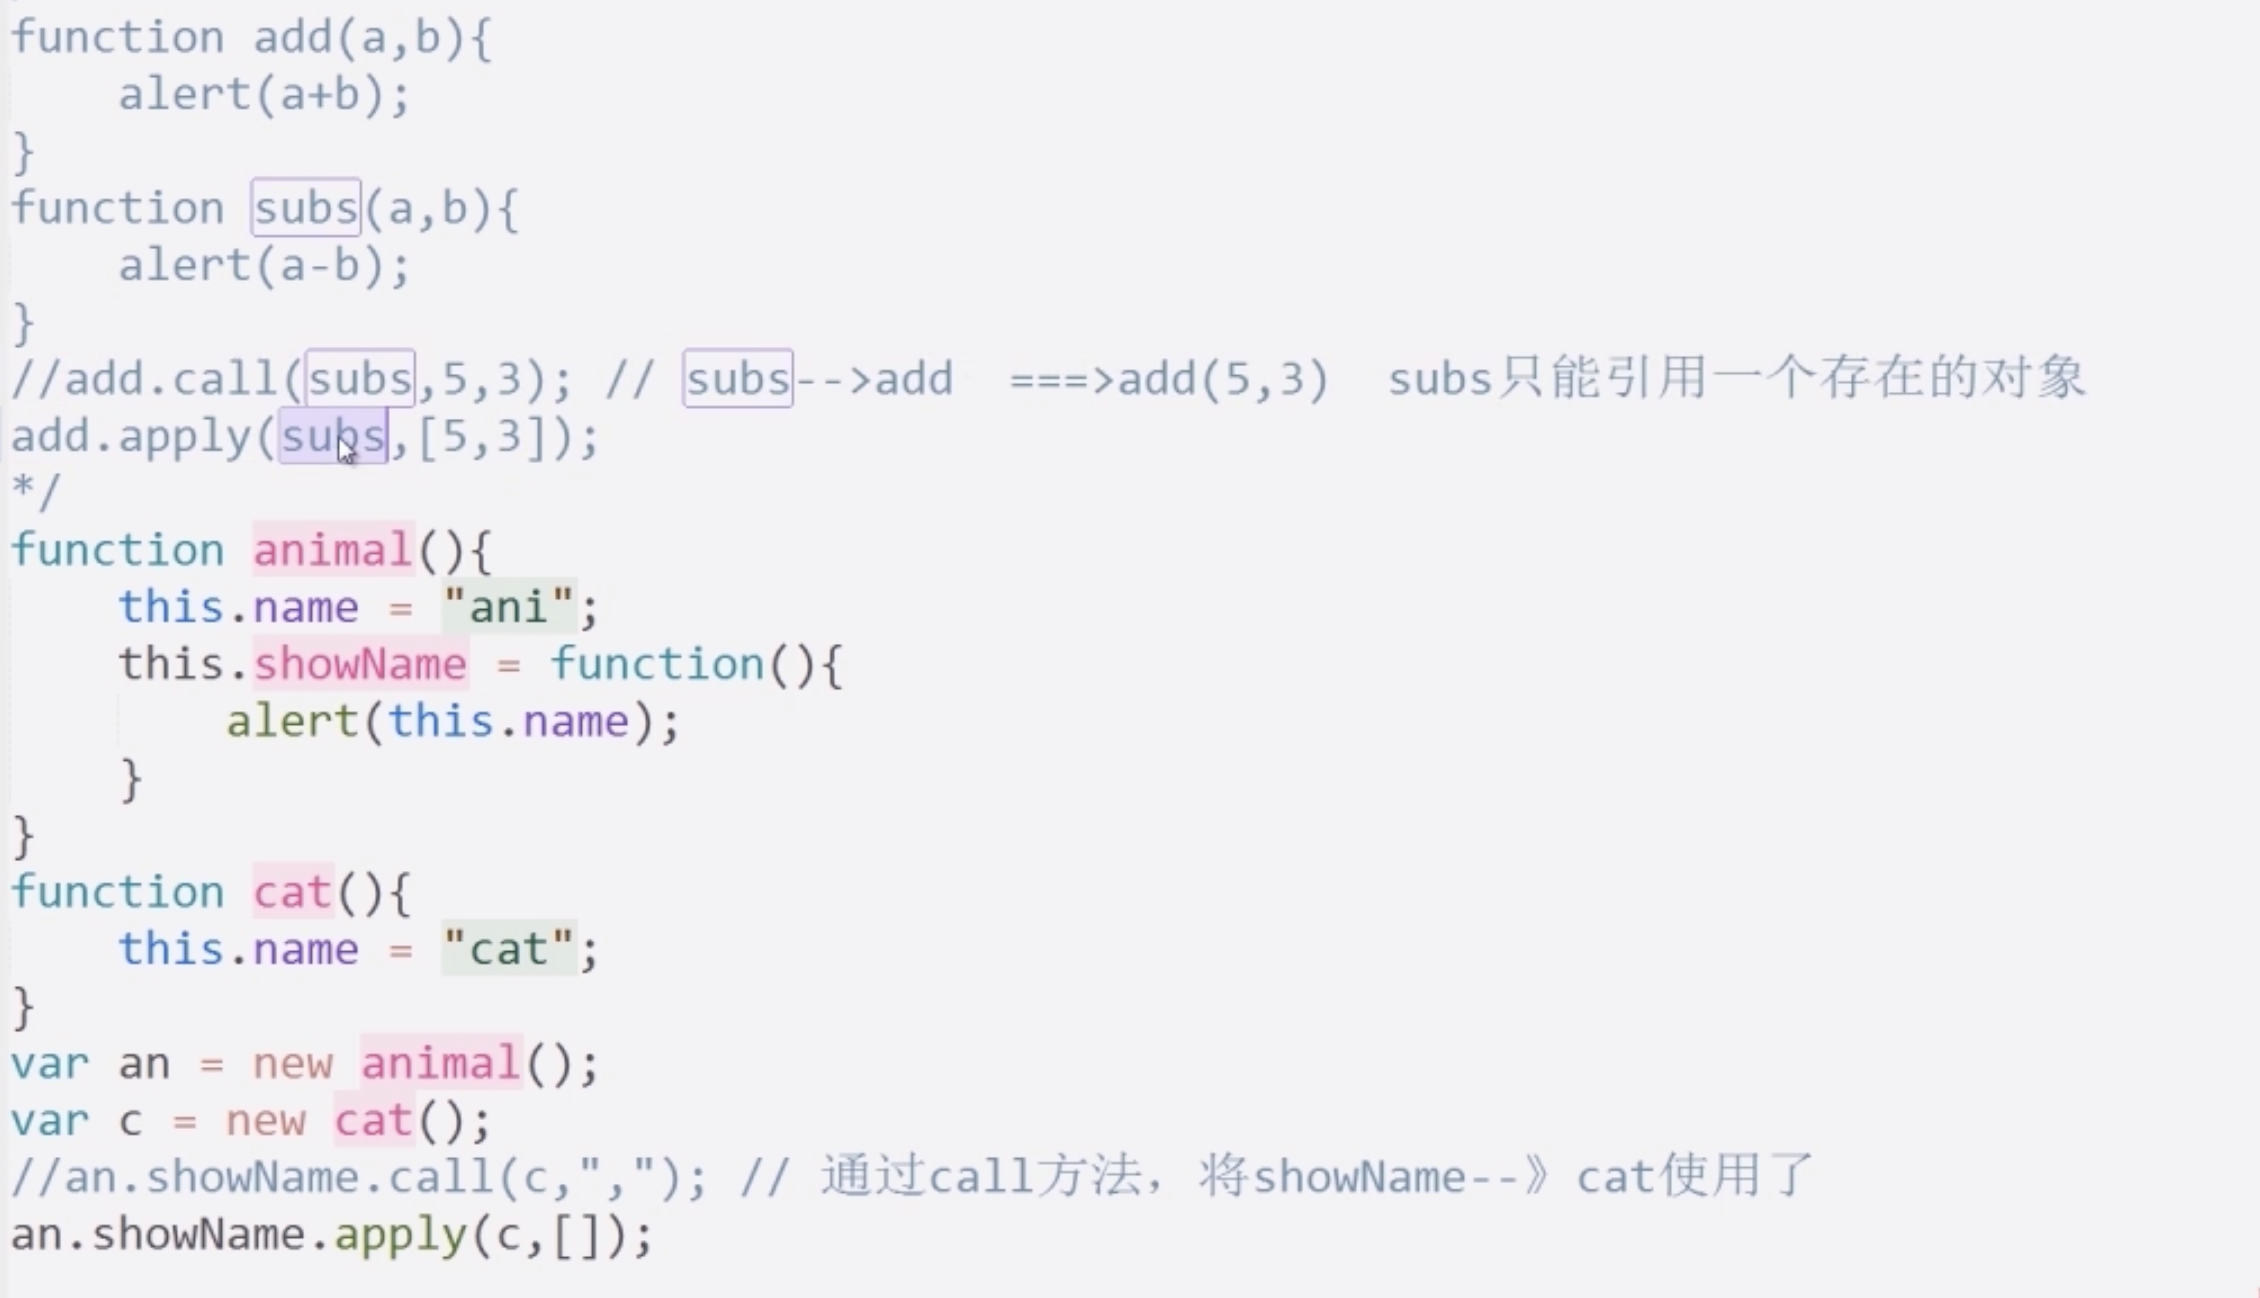 function add(a,b){
    alert(a+b);
}
function subs(a,b){
    alert(a-b);
}
//add.call(subs,5,3); // subs-->add  ===>add(5,3)  subs只能引用一个存在的对象
add.apply(subs,[5,3]);
*/
function animal(){
    this.name = "ani";
    this.showName = function(){
        alert(this.name);
    }
}
function cat(){
    this.name = "cat";
}
var an = new animal();
var c = new cat();
//an.showName.call(c,","); // 通过call方法，将showName--》cat使用了
an.showName.apply(c,[]);